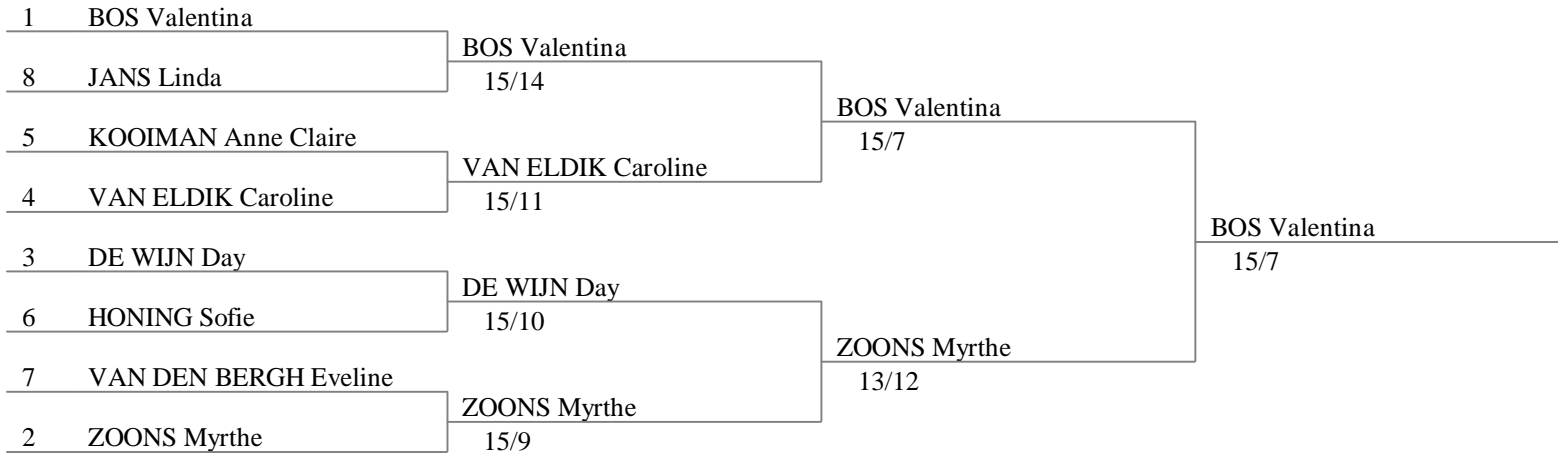 1 BOS Valentina
BOS Valentina
8 JANS Linda
15/14
BOS Valentina
5 KOOIMAN Anne Claire
15/7
VAN ELDIK Caroline
4 VAN ELDIK Caroline
15/11
BOS Valentina
3 DE WIJN Day
15/7
DE WIJN Day
6 HONING Sofie
15/10
ZOONS Myrthe
7 VAN DEN BERGH Eveline
13/12
ZOONS Myrthe
2 ZOONS Myrthe
15/9